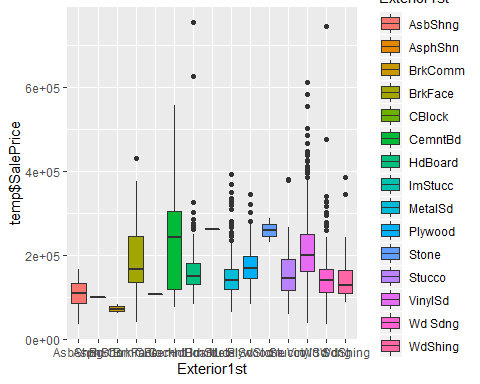 Exterior1st
AsbShng
AsphShn
BrkComm
BrkFace
CBlock
CemntBd
HdBoard
ImStucc
MetalSd
Plywood
Stone
Stucco
VinylSd
Wd Sdng
WdShing
temp$SalePrice
6e+05
4e+05
2e+05
0e+00
Exterior1st